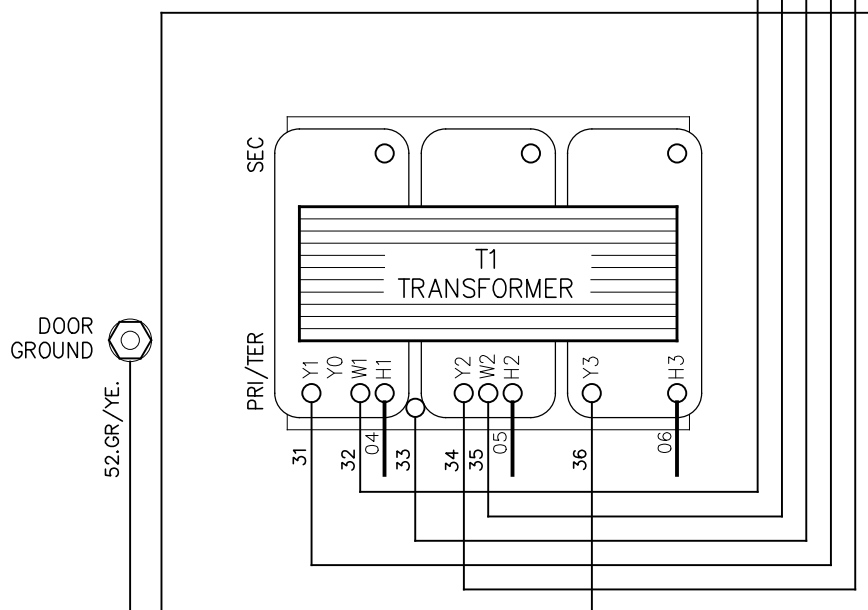 SEC
T1
TRANSFORMER
DOOR
GROUND
PRI/TER
Y1
Y0
W1
H1
Y2
W2
H2
Y3
H3
52.GR/YE.
31
32
04
33
34
35
05
36
06